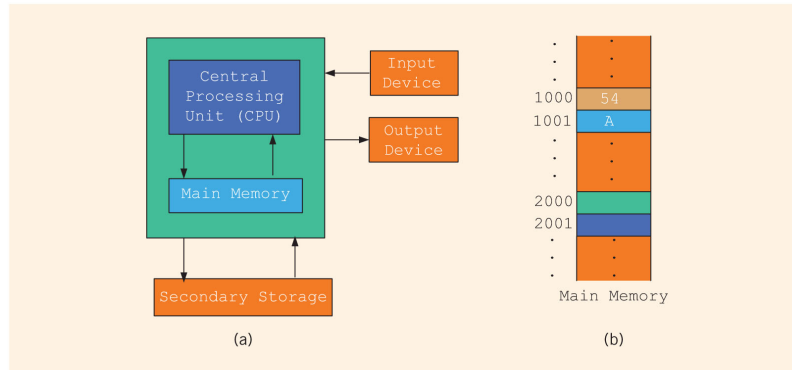 Central
Processing
Unit (CPU)
Main Memory
Input
Device
Output
Device
Secondary Storage
(a)
1000 54
1001 A
2000
2001
Main Memory
(b)